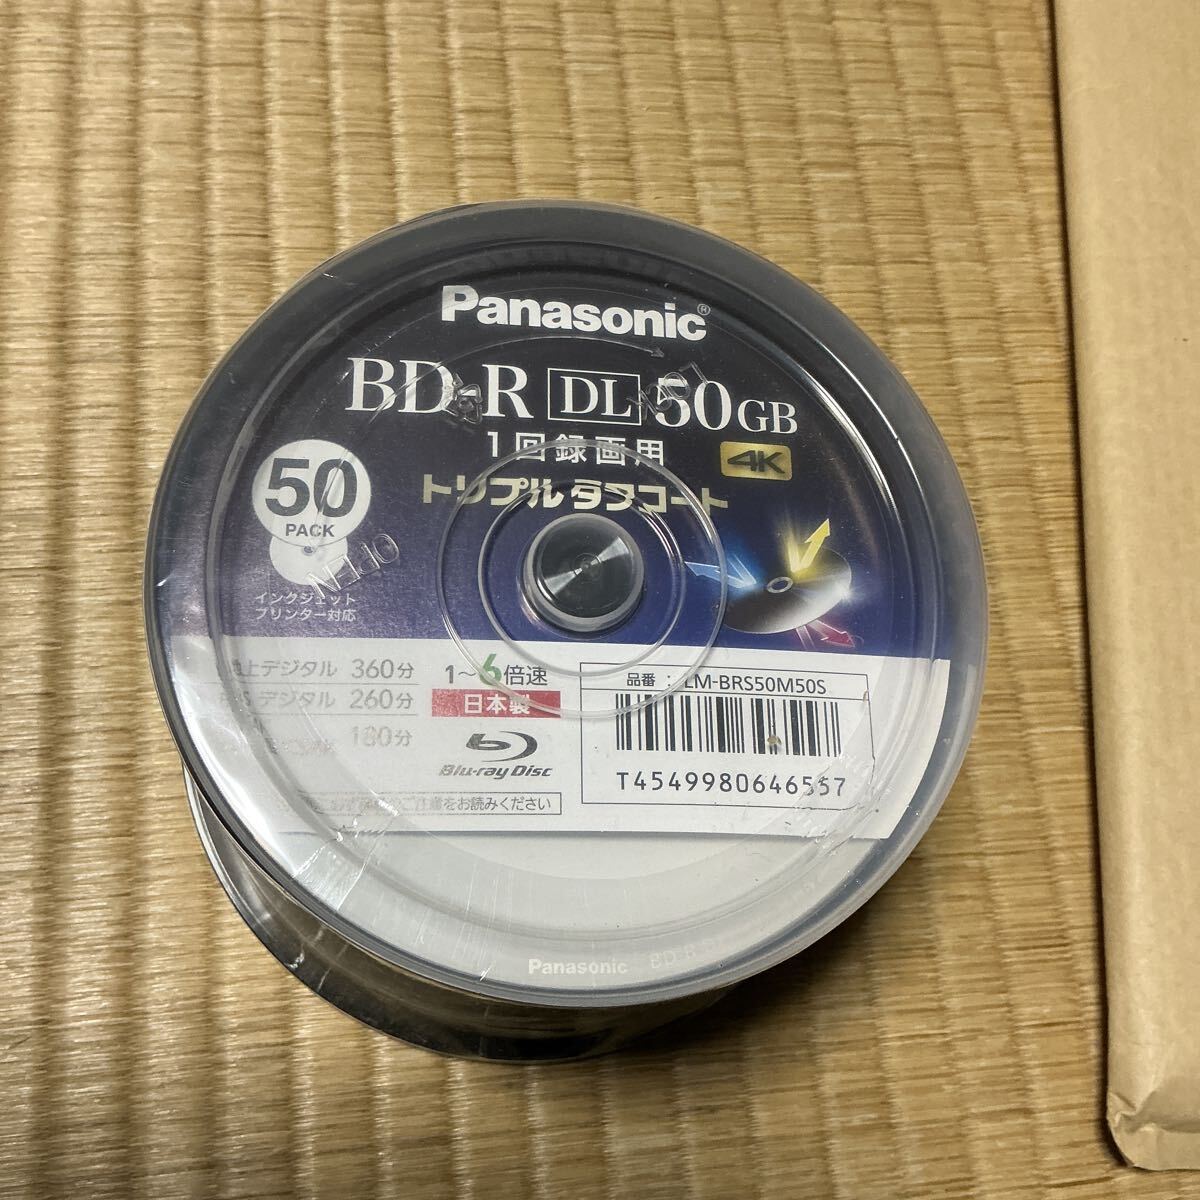 Panasonic®
BD-R DL 50GB
1回録画用
4K
トリプルタフコート
50
PACK
OPEN
LOCK
インクジェット
プリンター対応
地上デジタル 360分
デジタル 260分
180分
1〜6倍速
日本製
Blu-ray Disc
ご注意をお読みください
品番 : LM-BRS50M50S
T4549980646557
Panasonic BD-R